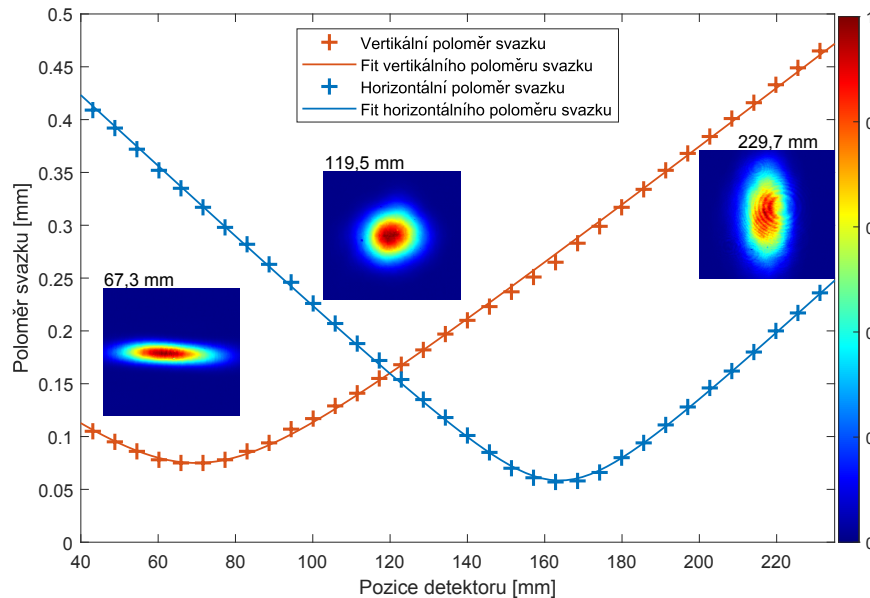 Vertikální poloměr svazku
Fit vertikálního poloměru svazku
Horizontální poloměr svazku
Fit horizontálního poloměru svazku
67,3 mm
119,5 mm
229,7 mm
Poloměr svazku [mm]
0.5
0.45
0.4
0.35
0.3
0.25
0.2
0.15
0.1
0.05
0
40 60 80 100 120 140 160 180 200 220
Pozice detektoru [mm]